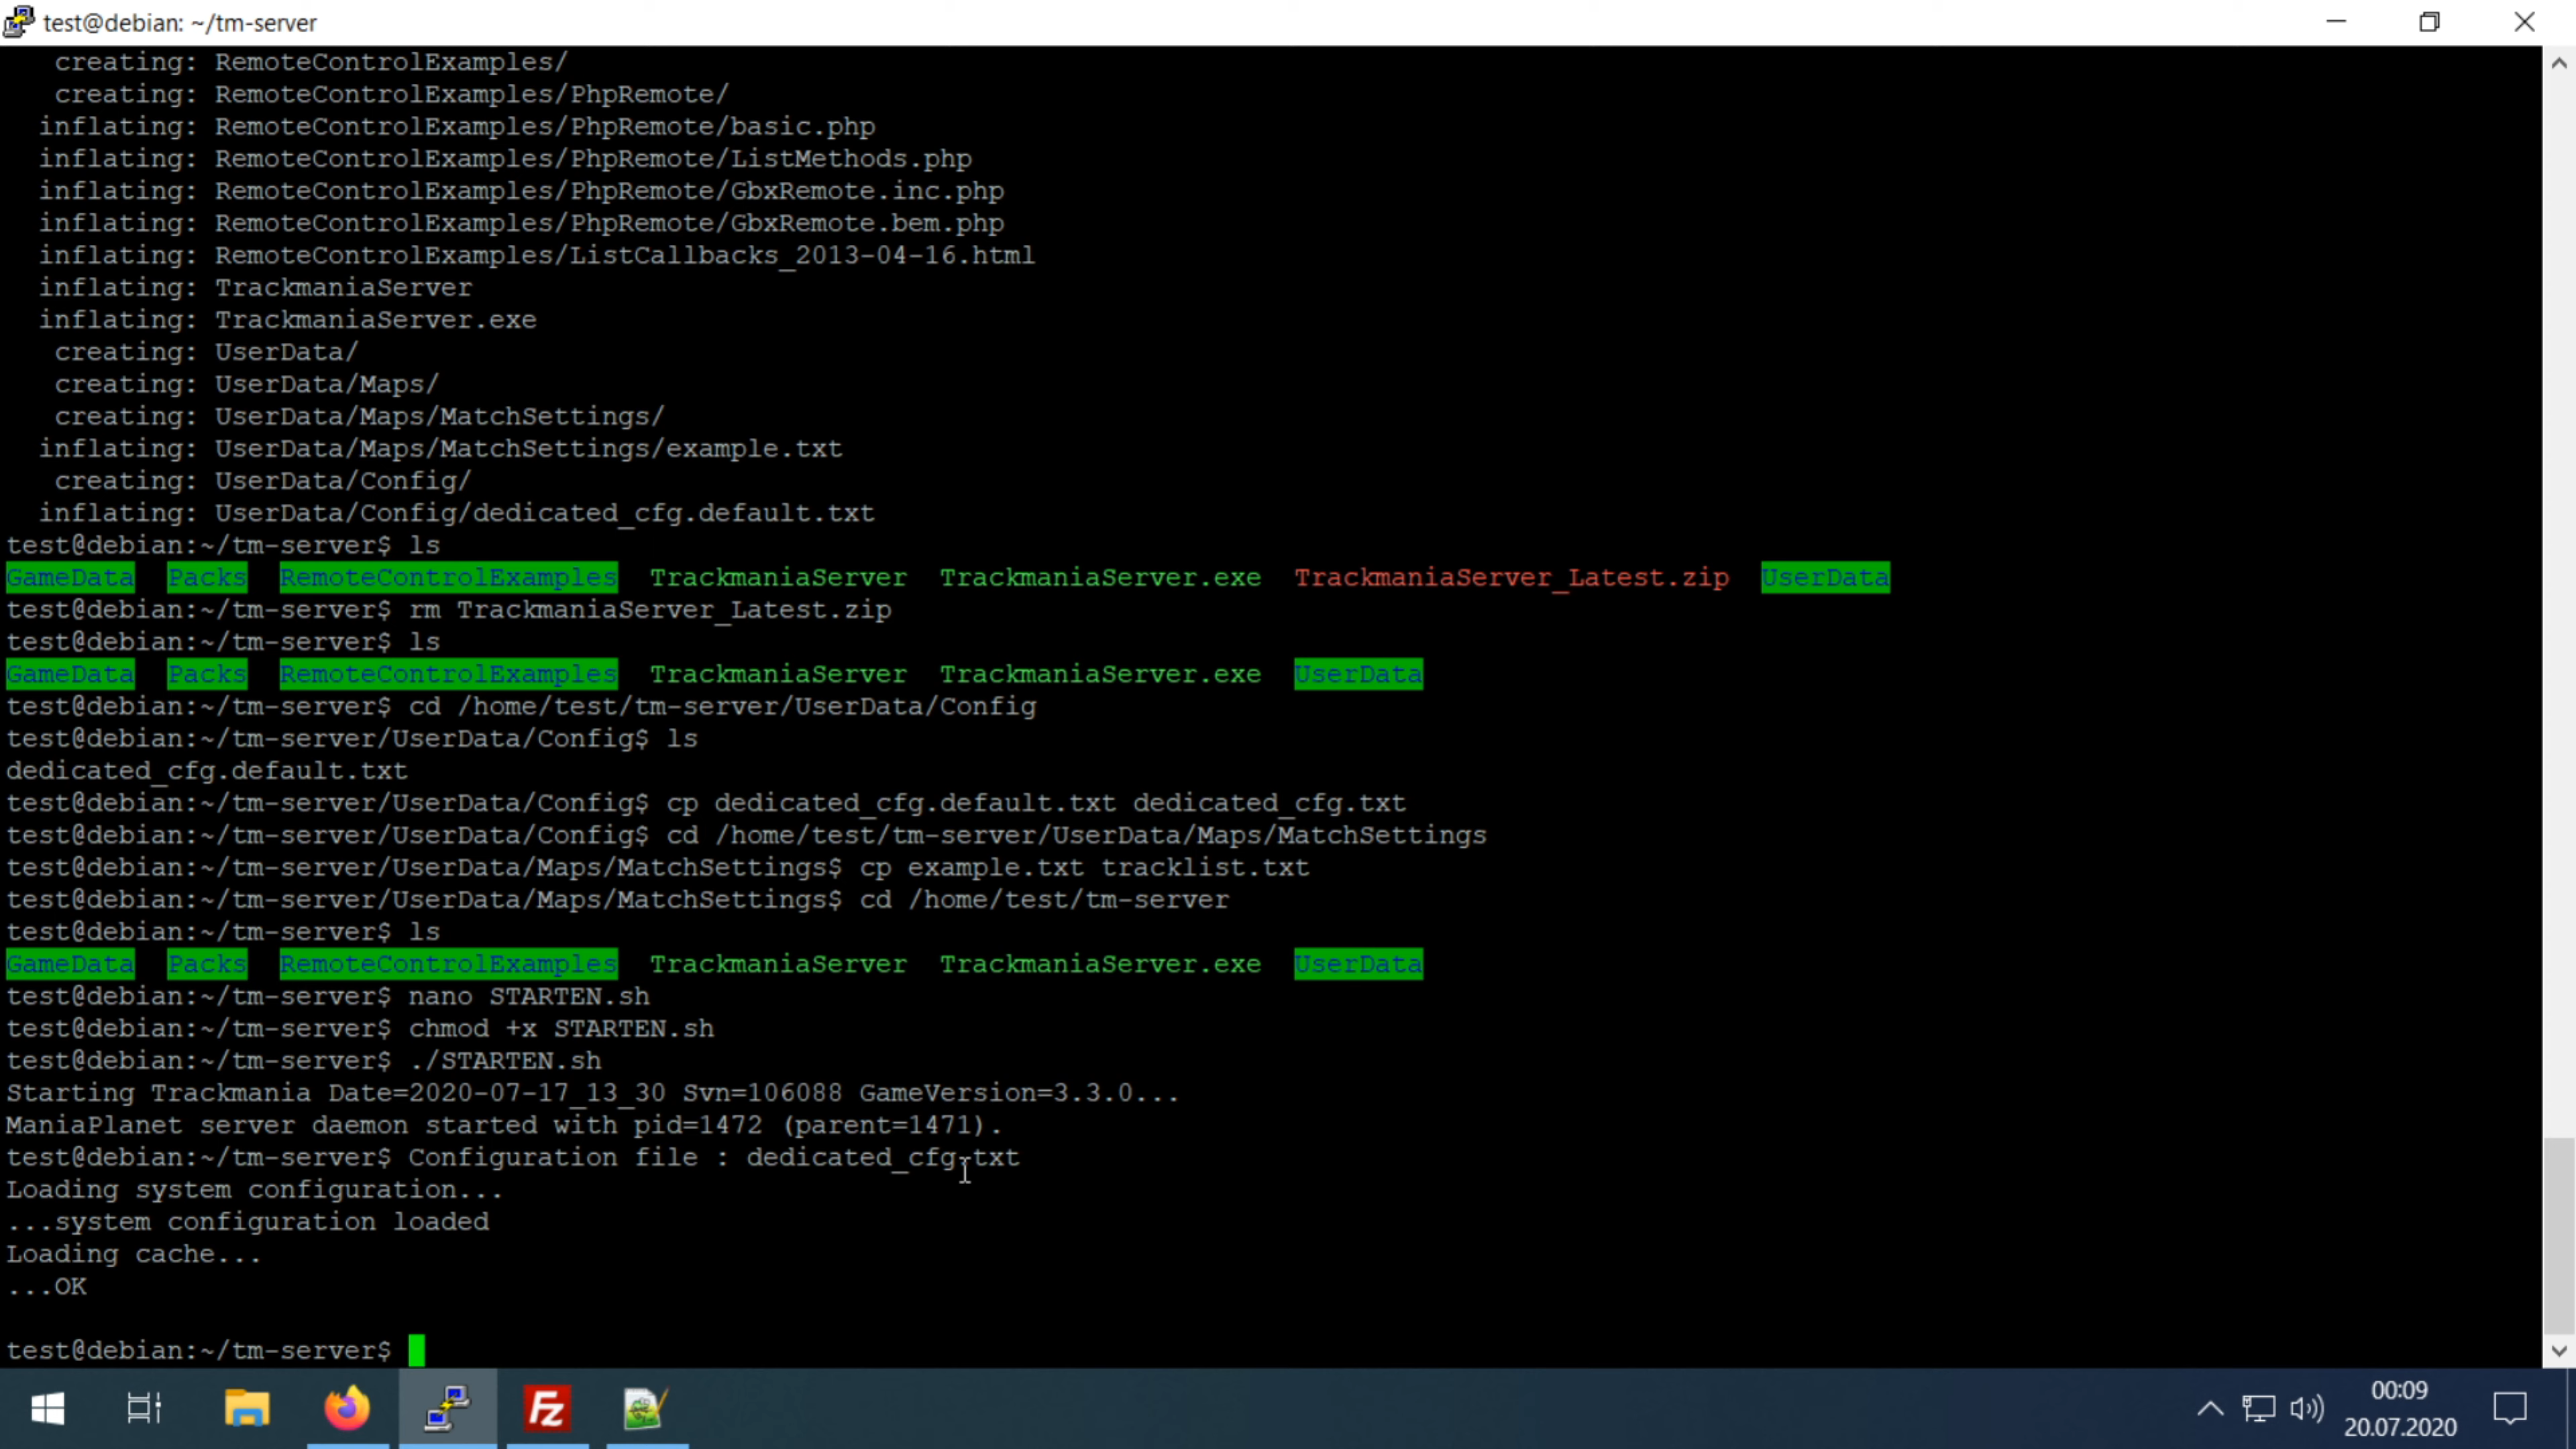 test@debian: ~/tm-server
creating: RemoteControlExamples/
creating: RemoteControlExamples/PhpRemote/
inflating: RemoteControlExamples/PhpRemote/basic.php
inflating: RemoteControlExamples/PhpRemote/ListMethods.php
inflating: RemoteControlExamples/PhpRemote/GbxRemote.inc.php
inflating: RemoteControlExamples/PhpRemote/GbxRemote.bem.php
inflating: RemoteControlExamples/ListCallbacks_2013-04-16.html
inflating: TrackmaniaServer
inflating: TrackmaniaServer.exe
creating: UserData/
creating: UserData/Maps/
creating: UserData/Maps/MatchSettings/
inflating: UserData/Maps/MatchSettings/example.txt
creating: UserData/Config/
inflating: UserData/Config/dedicated_cfg.default.txt
test@debian:~/tm-server$ ls
GameData  Packs  RemoteControlExamples  TrackmaniaServer  TrackmaniaServer.exe  TrackmaniaServer_Latest.zip  UserData
test@debian:~/tm-server$ rm TrackmaniaServer_Latest.zip
test@debian:~/tm-server$ ls
GameData  Packs  RemoteControlExamples  TrackmaniaServer  TrackmaniaServer.exe  UserData
test@debian:~/tm-server$ cd /home/test/tm-server/UserData/Config
test@debian:~/tm-server/UserData/Config$ ls
dedicated_cfg.default.txt
test@debian:~/tm-server/UserData/Config$ cp dedicated_cfg.default.txt dedicated_cfg.txt
test@debian:~/tm-server/UserData/Config$ cd /home/test/tm-server/UserData/Maps/MatchSettings
test@debian:~/tm-server/UserData/Maps/MatchSettings$ cp example.txt tracklist.txt
test@debian:~/tm-server/UserData/Maps/MatchSettings$ cd /home/test/tm-server
test@debian:~/tm-server$ ls
GameData  Packs  RemoteControlExamples  TrackmaniaServer  TrackmaniaServer.exe  UserData
test@debian:~/tm-server$ nano STARTEN.sh
test@debian:~/tm-server$ chmod +x STARTEN.sh
test@debian:~/tm-server$ ./STARTEN.sh
Starting Trackmania Date=2020-07-17_13_30 Svn=106088 GameVersion=3.3.0...
ManiaPlanet server daemon started with pid=1472 (parent=1471).
test@debian:~/tm-server$ Configuration file : dedicated_cfg.txt
Loading system configuration...
...system configuration loaded
Loading cache...
...OK
test@debian:~/tm-server$
00:09
20.07.2020